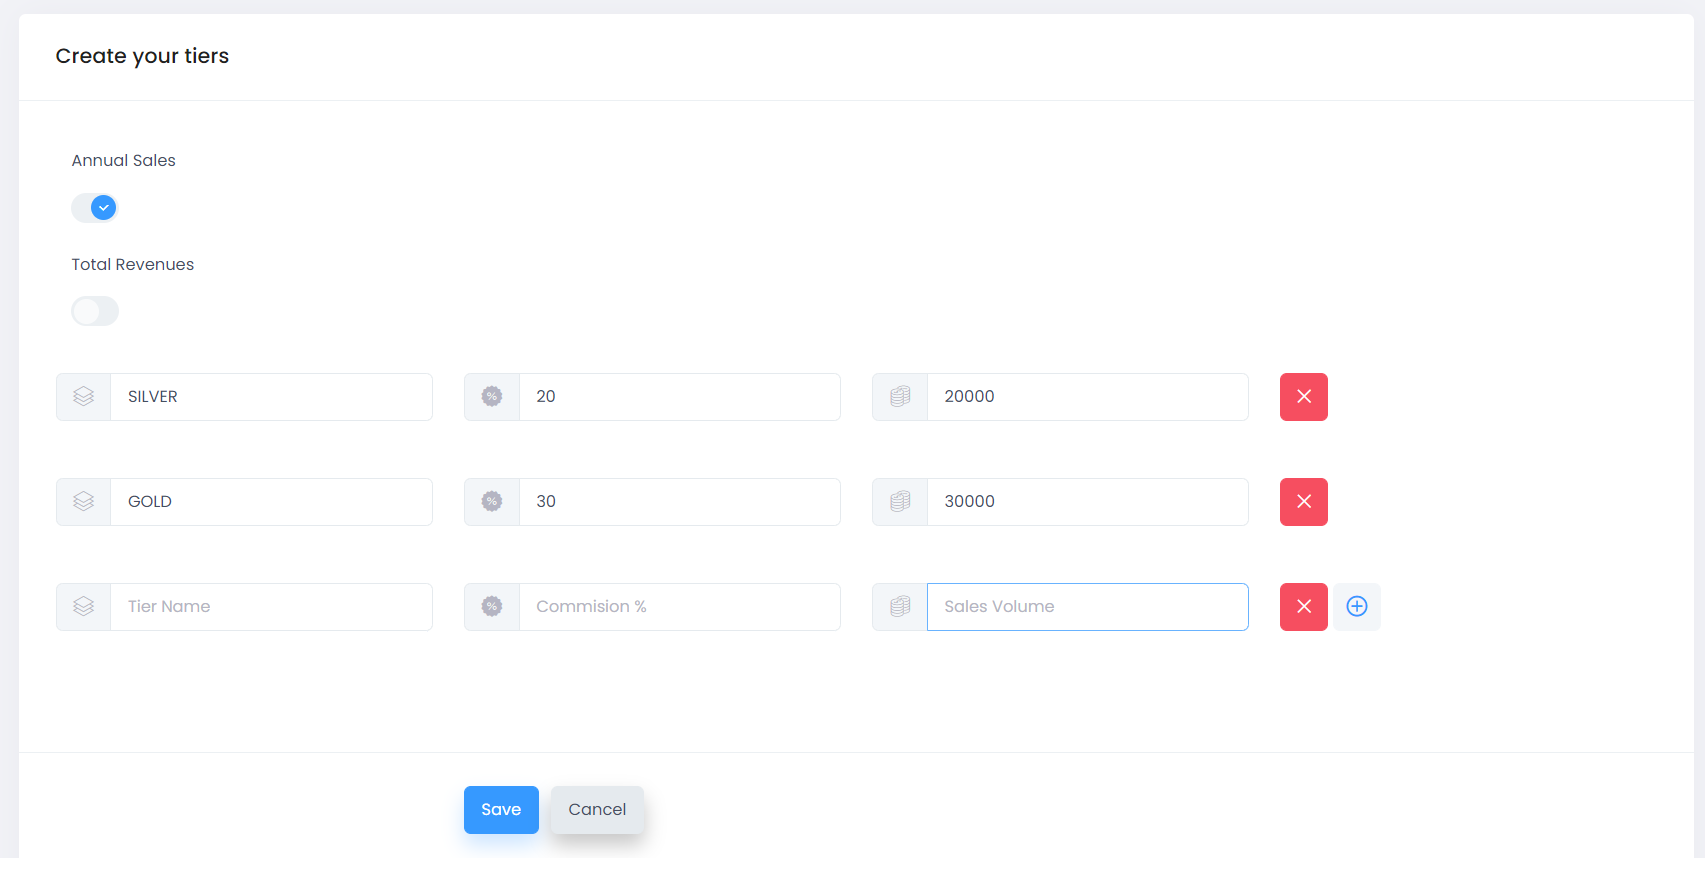 Create your tiers
Annual Sales
Total Revenues
SILVER % 20 20000
GOLD % 30 30000
Tier Name % Commision % Sales Volume
Save Cancel